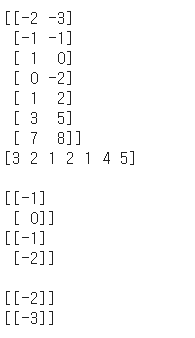 [[-2 -3]
 [-1 -1]
 [ 1  0]
 [ 0 -2]
 [ 1  2]
 [ 3  5]
 [ 7  8]]
[3 2 1 2 1 4 5]

[[-1]
 [ 0]]
[[-1]
 [-2]]

[[-2]]
[[-3]]